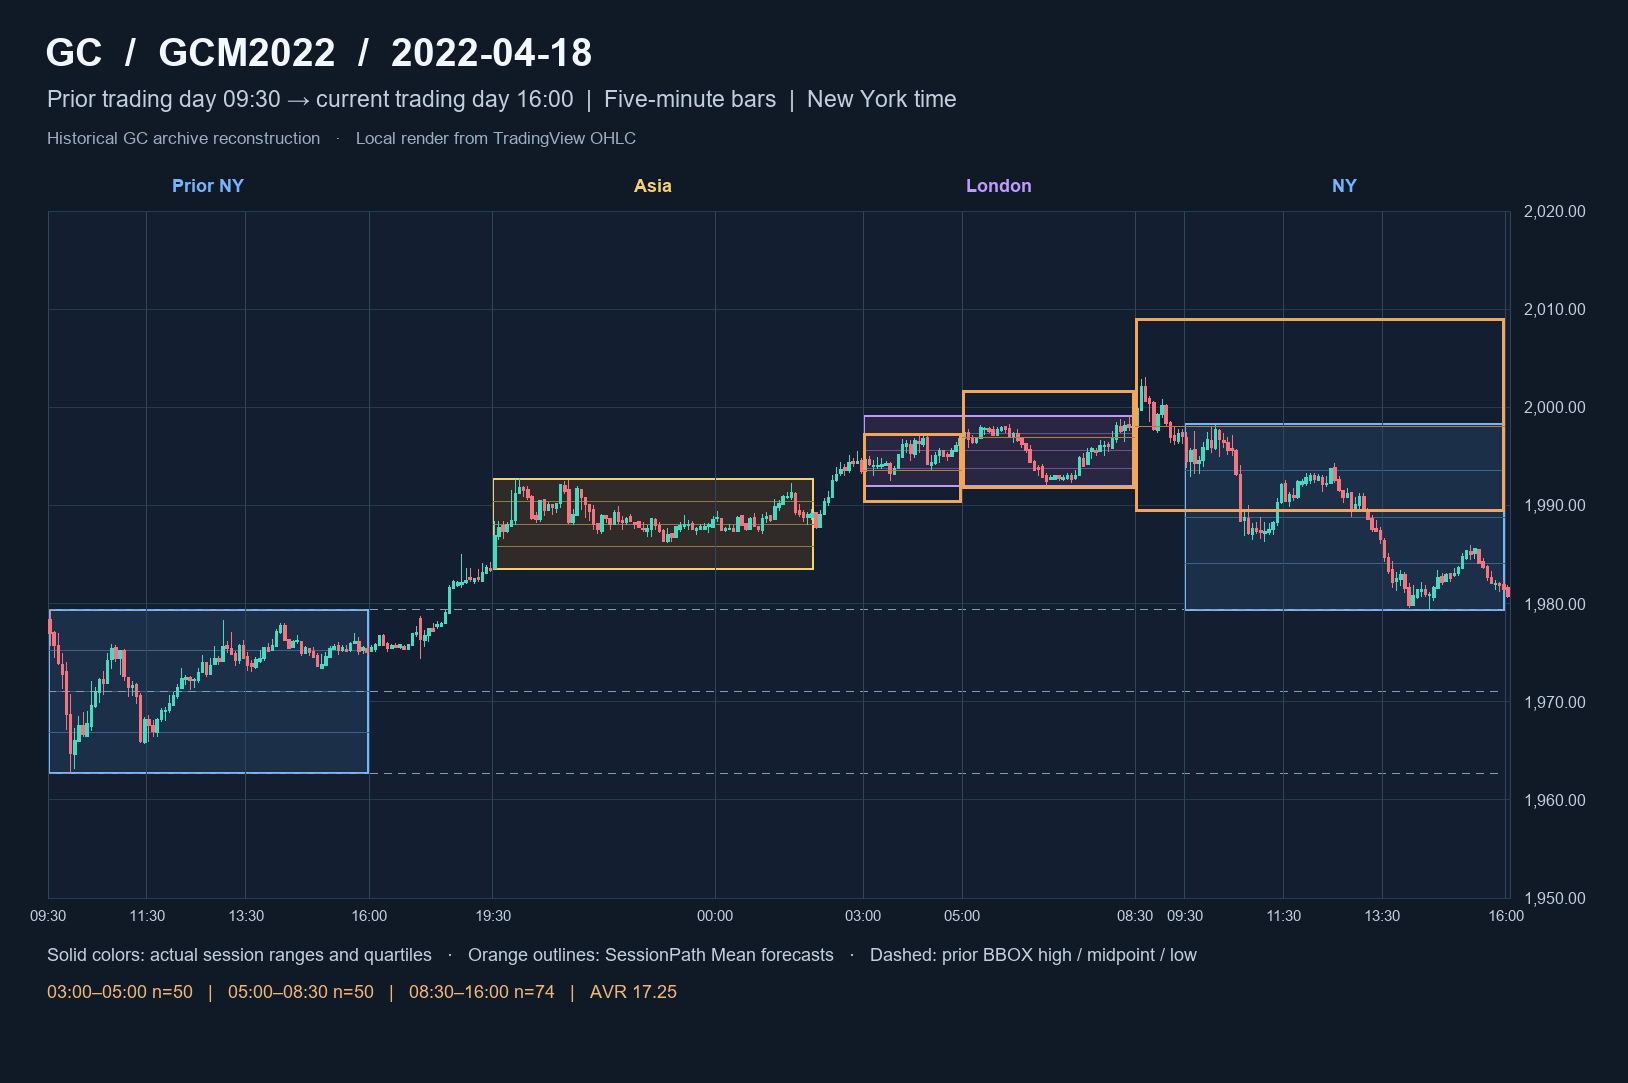 GC / GCM2022 / 2022-04-18
Prior trading day 09:30 → current trading day 16:00 | Five-minute bars | New York time
Historical GC archive reconstruction · Local render from TradingView OHLC
Prior NY Asia London NY
2,020.00
2,010.00
2,000.00
1,990.00
1,980.00
1,970.00
1,960.00
1,950.00
09:30 11:30 13:30 16:00 19:30 00:00 03:00 05:00 08:30 09:30 11:30 13:30 16:00
Solid colors: actual session ranges and quartiles · Orange outlines: SessionPath Mean forecasts · Dashed: prior BBOX high / midpoint / low
03:00–05:00 n=50 | 05:00–08:30 n=50 | 08:30–16:00 n=74 | AVR 17.25